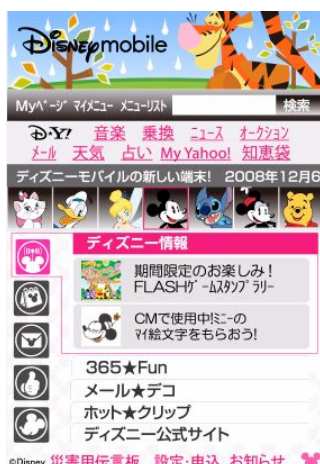 Disney mobile
Myﾍﾟｰｼﾞ ﾏｲﾒﾆｭｰ ﾒﾆｭｰﾘｽﾄ 検索
D·Y! 音楽 乗換 ﾆｭｰｽ ｵｰｸｼｮﾝ
ﾒｰﾙ 天気 占い My Yahoo! 知恵袋
ディズニーモバイルの新しい端末! 2008年12月6
ディズニー情報
期間限定のお楽しみ!
FLASHｹﾞｰﾑｽﾀﾝﾌﾟﾗﾘｰ
CMで使用中!ﾐﾆｰの
ﾏｲ絵文字をもらおう!
365★Fun
メール★デコ
ホット★クリップ
ディズニー公式サイト
©Disney 災害用伝言板 設定・申込 お知らせ